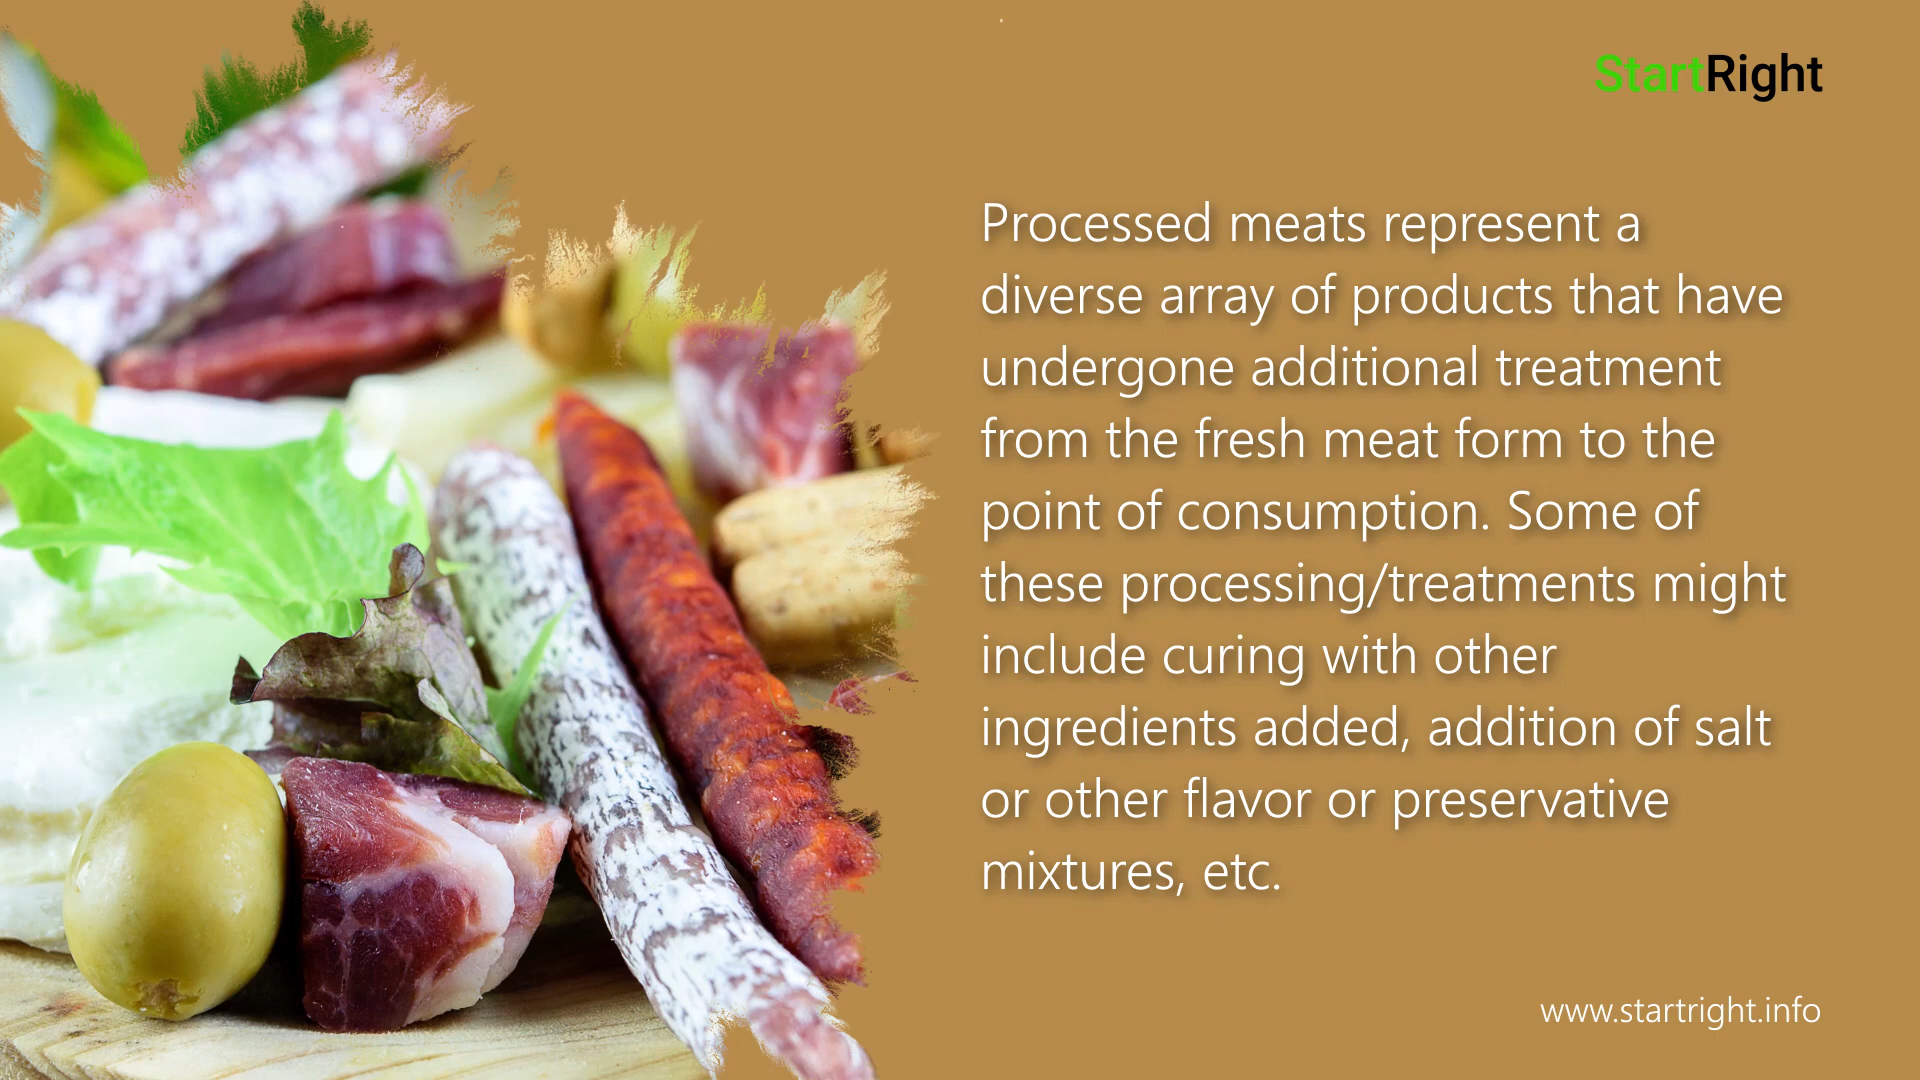 StartRight
Processed meats represent a
diverse array of products that have
undergone additional treatment
from the fresh meat form to the
point of consumption. Some of
these processing/treatments might
include curing with other
ingredients added, addition of salt
or other flavor or preservative
mixtures, etc.
www.startright.info